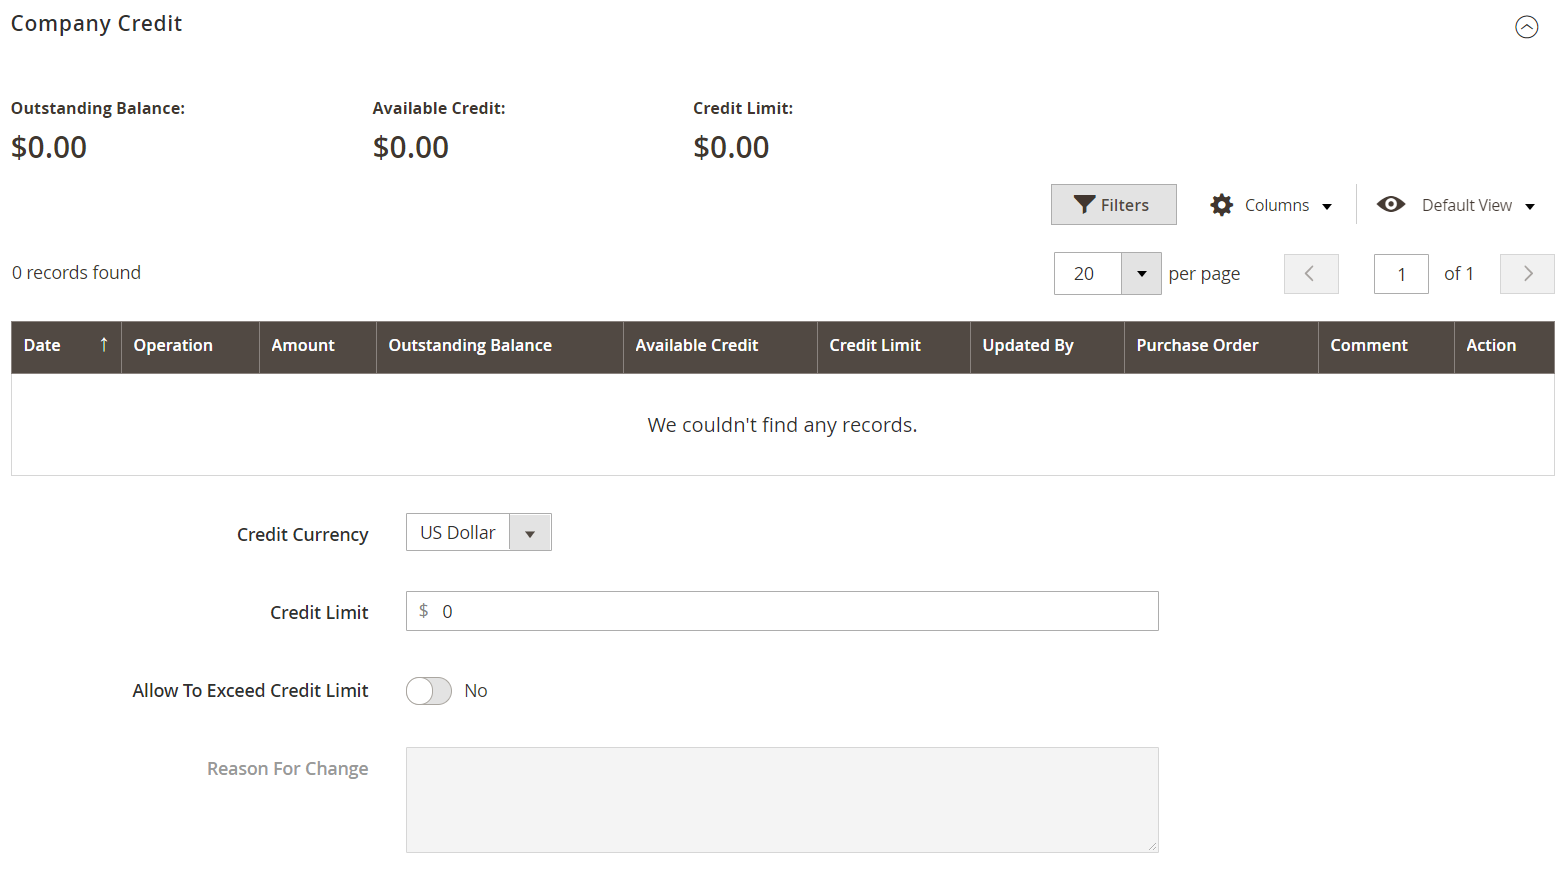 Company Credit
Outstanding Balance: Available Credit: Credit Limit:
$0.00 $0.00 $0.00
Filters Columns Default View
0 records found 20 per page 1 of 1
Date ↑ Operation Amount Outstanding Balance Available Credit Credit Limit Updated By Purchase Order Comment Action
We couldn't find any records.
Credit Currency US Dollar
Credit Limit $ 0
Allow To Exceed Credit Limit No
Reason For Change